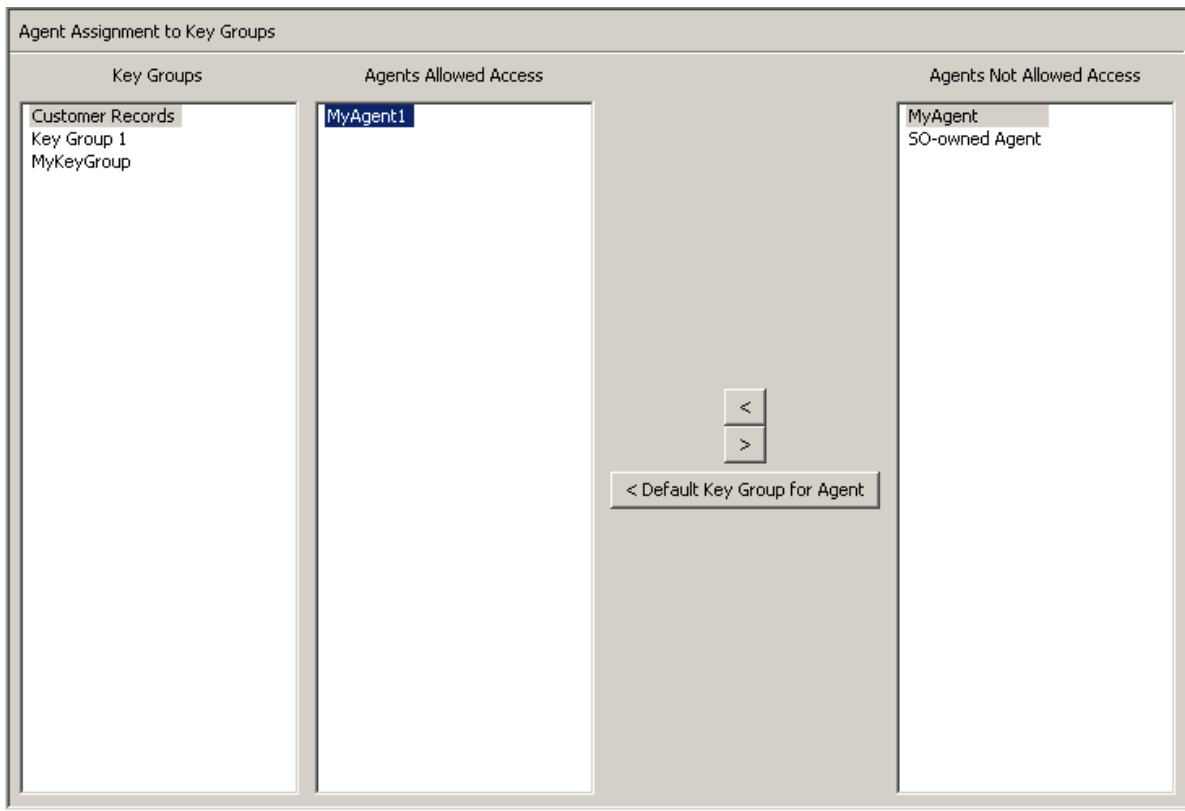 Agent Assignment to Key Groups
Key Groups
Agents Allowed Access
Agents Not Allowed Access
Customer Records
Key Group 1
MyKeyGroup
MyAgent1
MyAgent
SO-owned Agent
<
>
< Default Key Group for Agent